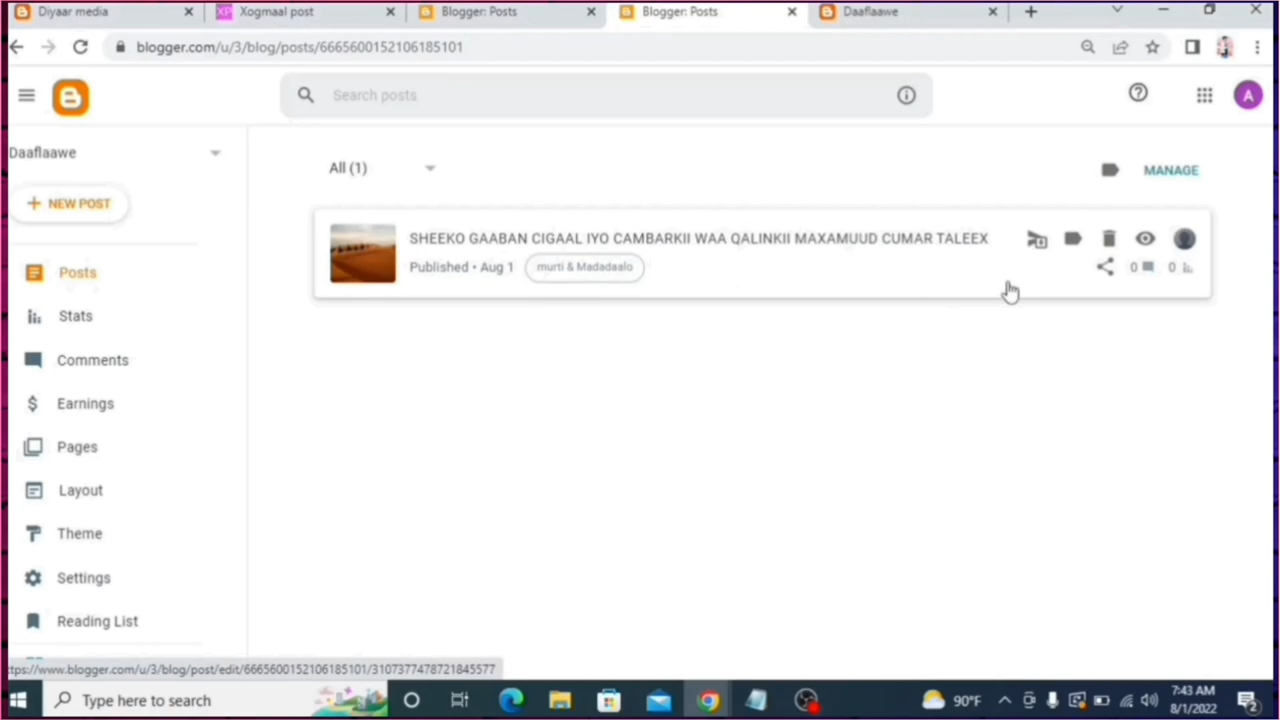 Diyaar media
XP Xogmaal post
Blogger: Posts
Blogger: Posts
Daaflaawe
blogger.com/u/3/blog/posts/6665600152106185101
Search posts
A
Daaflaawe
All (1)
MANAGE
+ NEW POST
SHEEKO GAABAN CIGAAL IYO CAMBARKII WAA QALINKII MAXAMUUD CUMAR TALEEX
Published • Aug 1 murti & Madadaalo
0 0
Posts
Stats
Comments
Earnings
Pages
Layout
Theme
Settings
Reading List
ttps://www.blogger.com/u/3/blog/post/edit/6665600152106185101/3107377478721845577
Type here to search
90°F
7:43 AM
8/1/2022
2